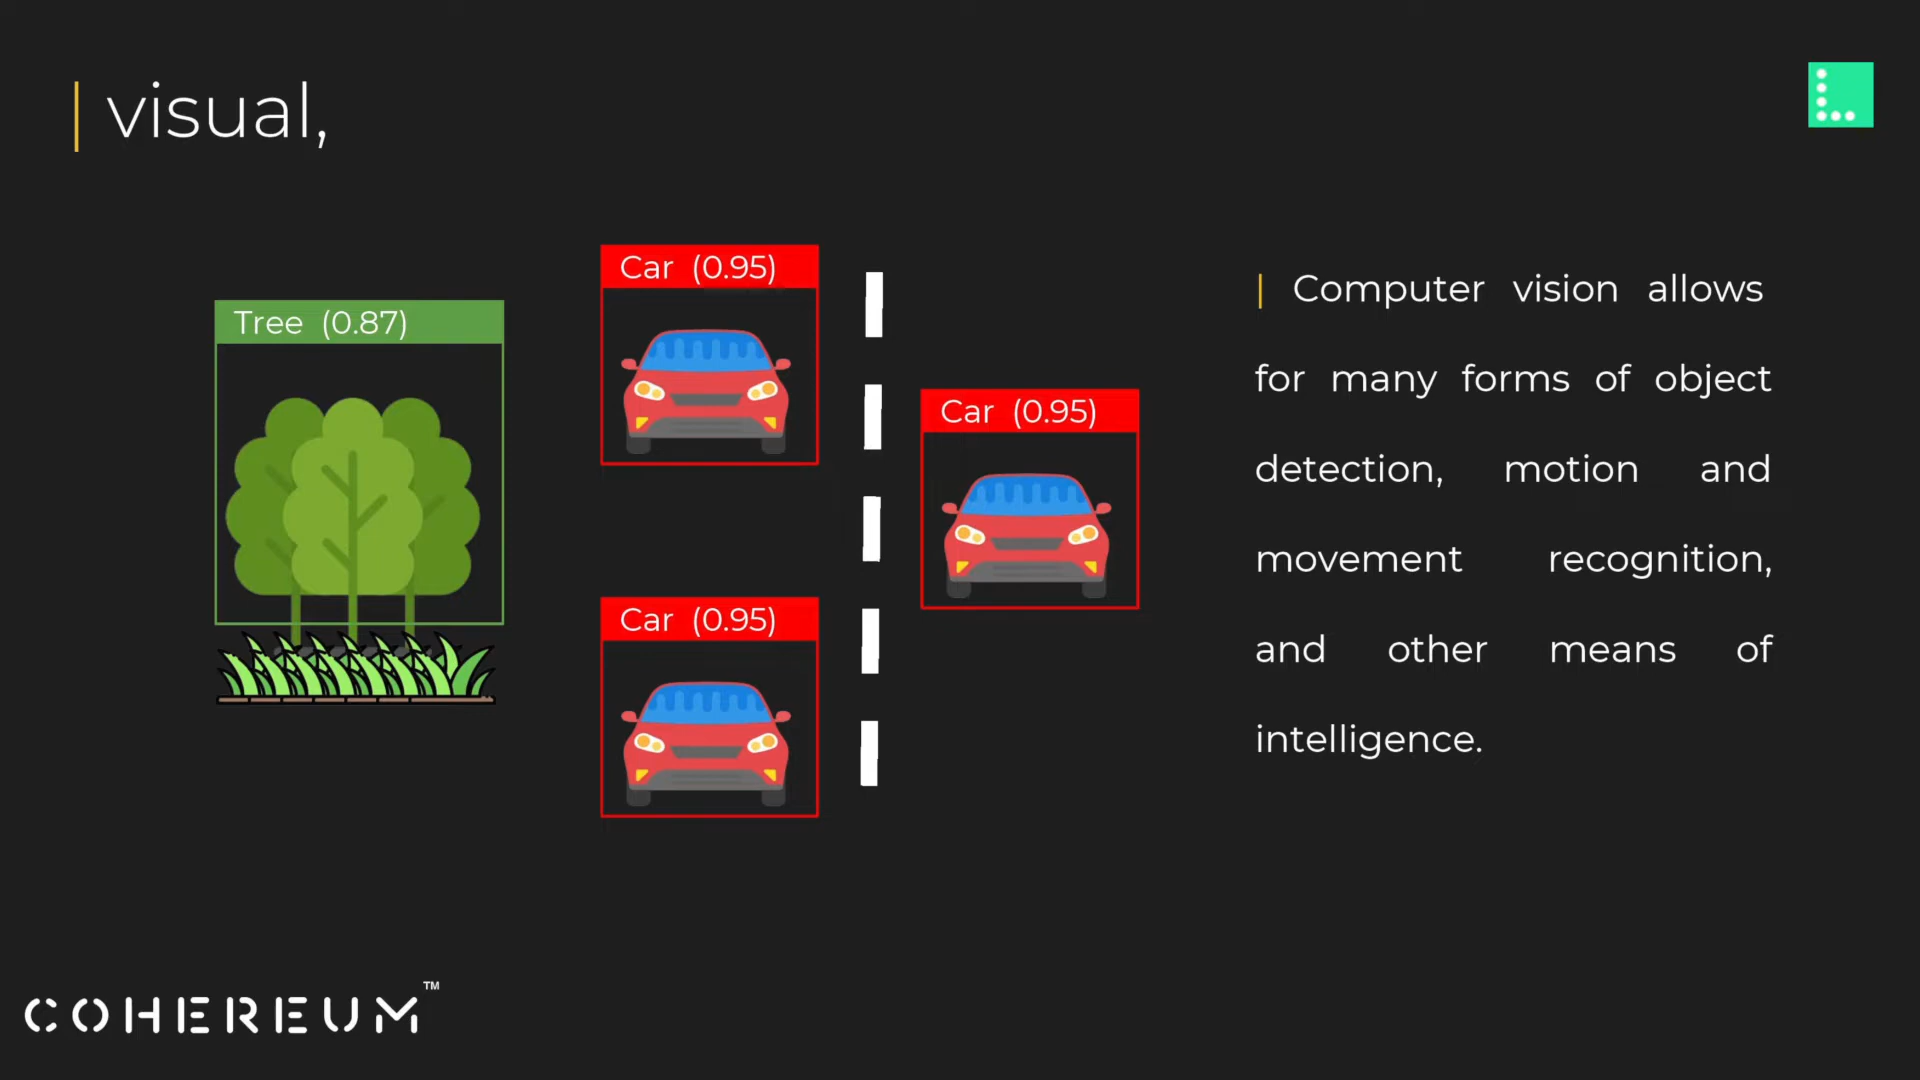 | visual,
Tree (0.87)
Car (0.95)
Car (0.95)
Car (0.95)
| Computer vision allows
for many forms of object
detection, motion and
movement recognition,
and other means of
intelligence.
COHEREUM™